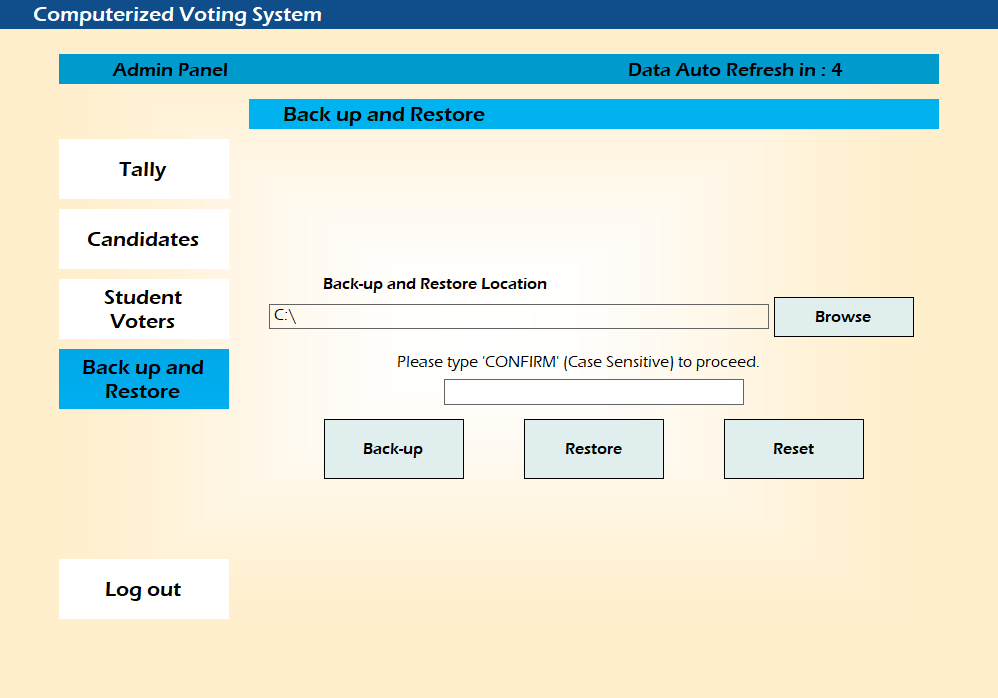 Computerized Voting System
Admin Panel
Data Auto Refresh in : 4
Back up and Restore
Tally
Candidates
Student
Voters
Back up and
Restore
Log out
Back-up and Restore Location
C:\
Browse
Please type 'CONFIRM' (Case Sensitive) to proceed.
Back-up
Restore
Reset